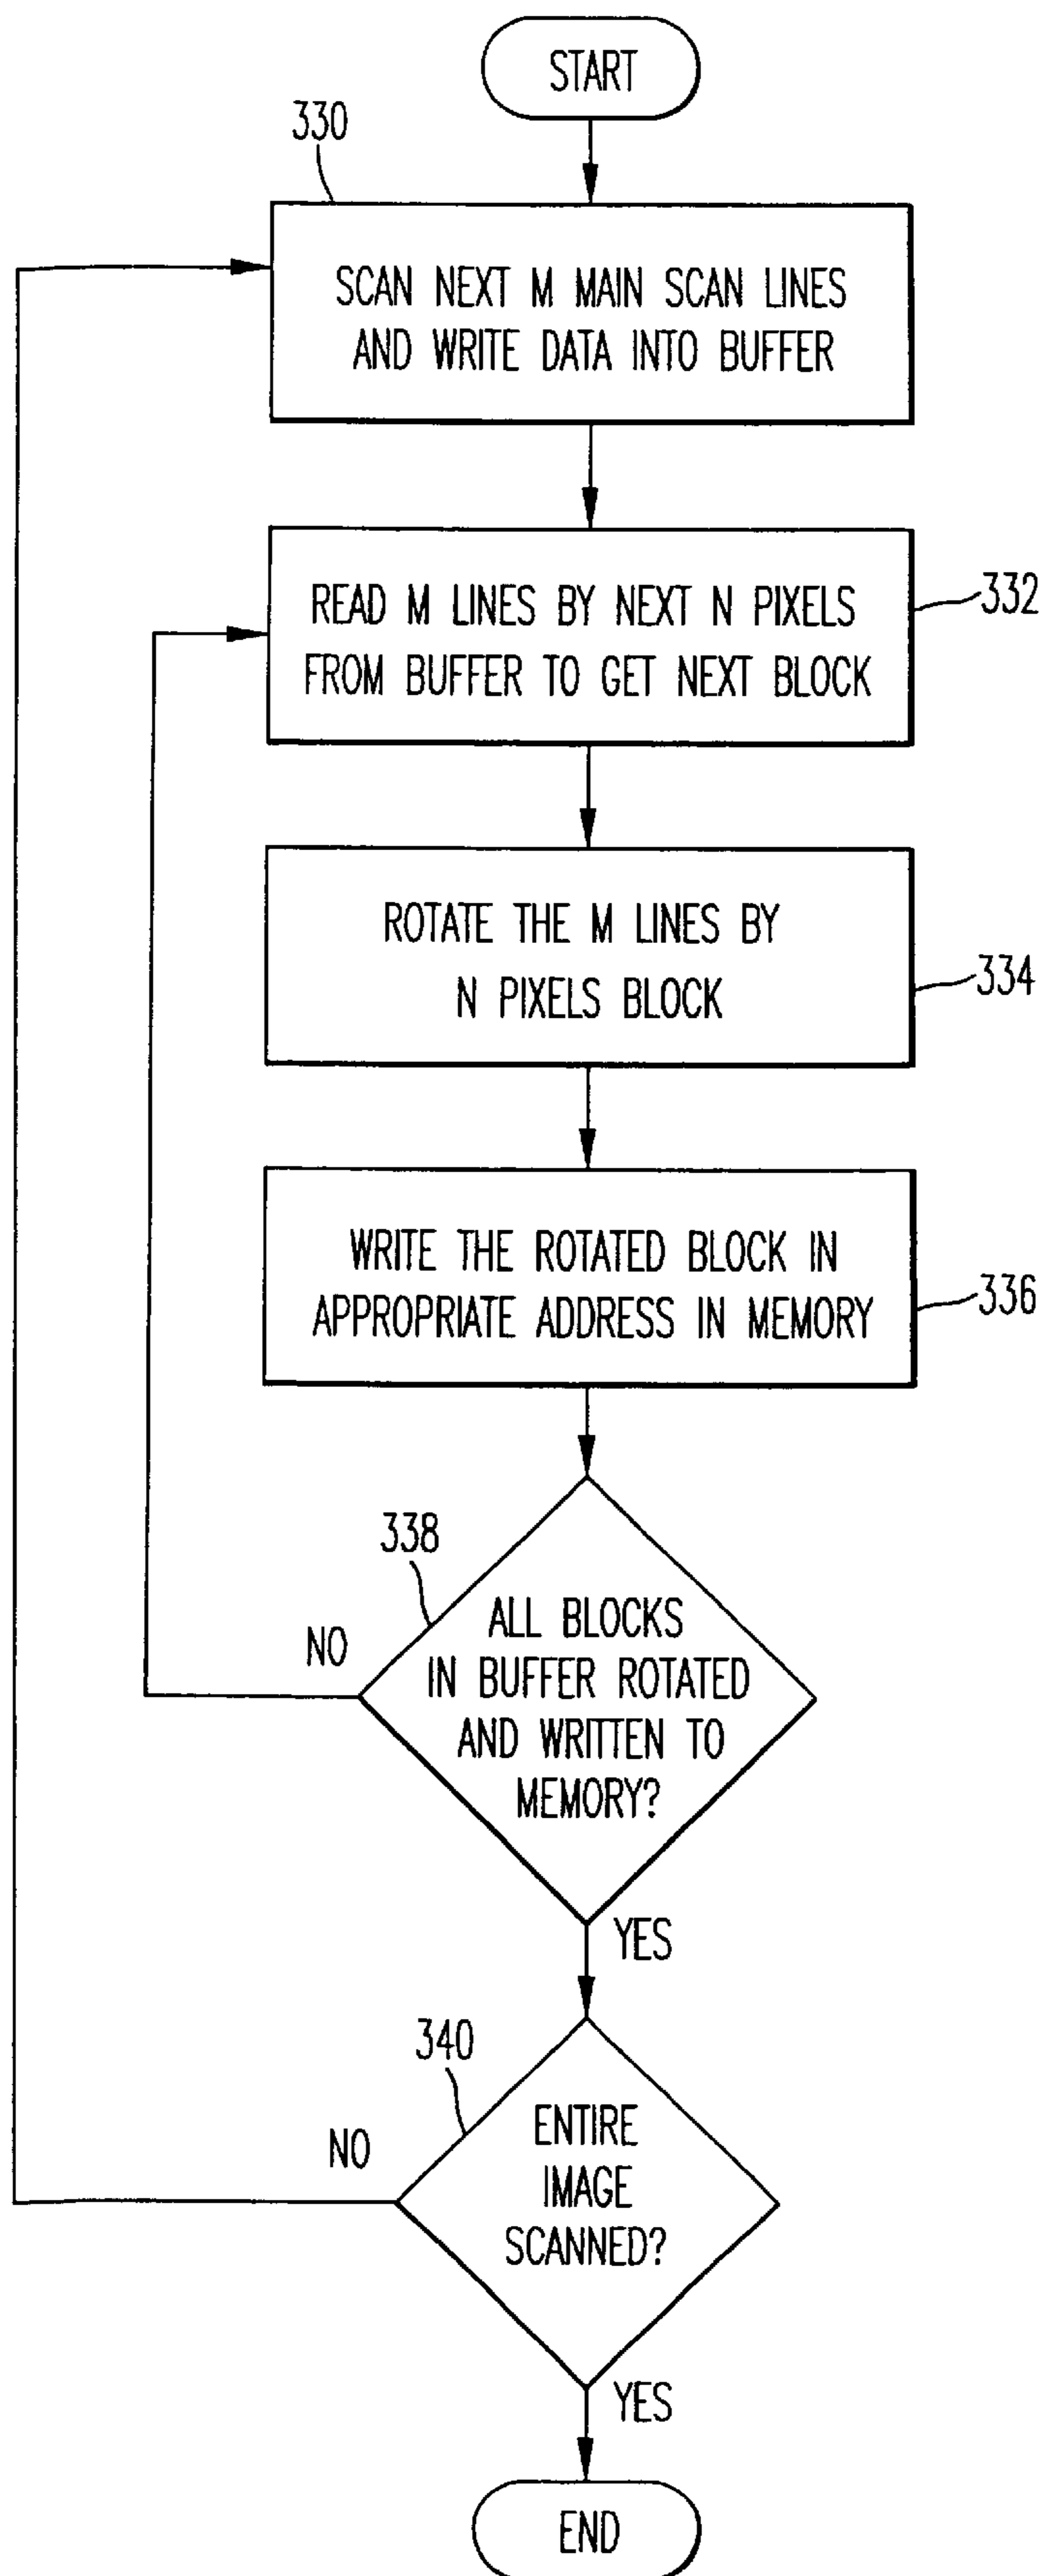 START
330
SCAN NEXT M MAIN SCAN LINES
AND WRITE DATA INTO BUFFER
READ M LINES BY NEXT N PIXELS
FROM BUFFER TO GET NEXT BLOCK
332
ROTATE THE M LINES BY
N PIXELS BLOCK
334
WRITE THE ROTATED BLOCK IN
APPROPRIATE ADDRESS IN MEMORY
336
338
ALL BLOCKS
IN BUFFER ROTATED
AND WRITTEN TO
MEMORY?
NO
YES
340
ENTIRE
IMAGE
SCANNED?
NO
YES
END